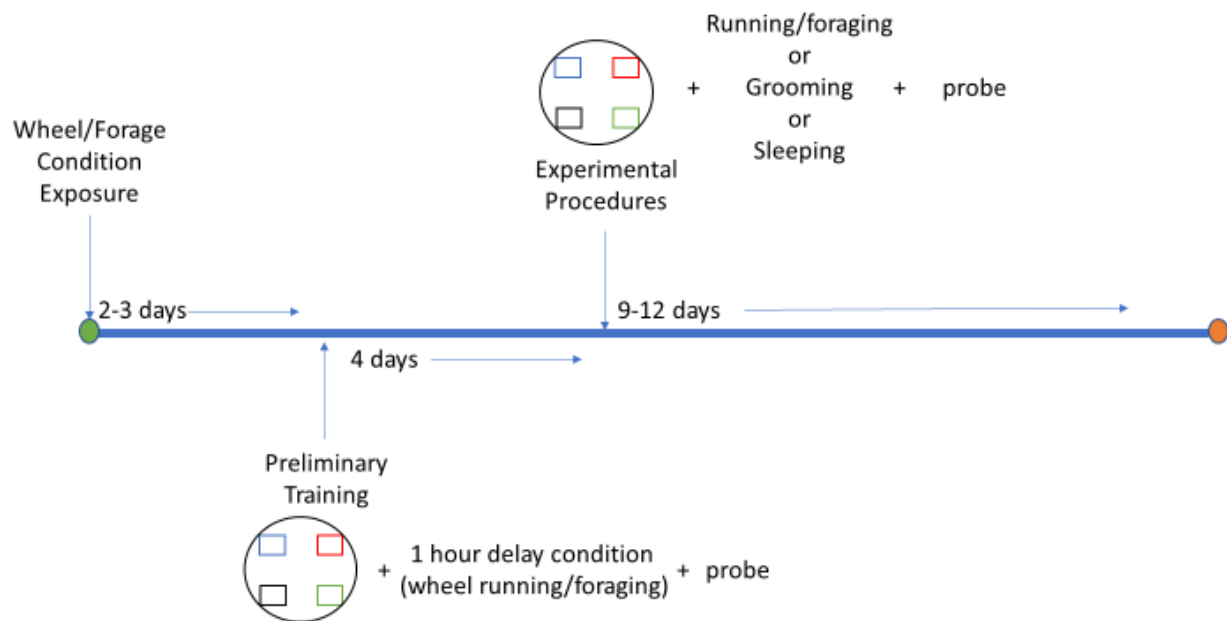 Running/foraging
or
Grooming
or
Sleeping
+
+
probe
Wheel/Forage
Condition
Exposure
Experimental
Procedures
2-3 days
9-12 days
4 days
Preliminary
Training
+
1 hour delay condition
(wheel running/foraging)
+
probe